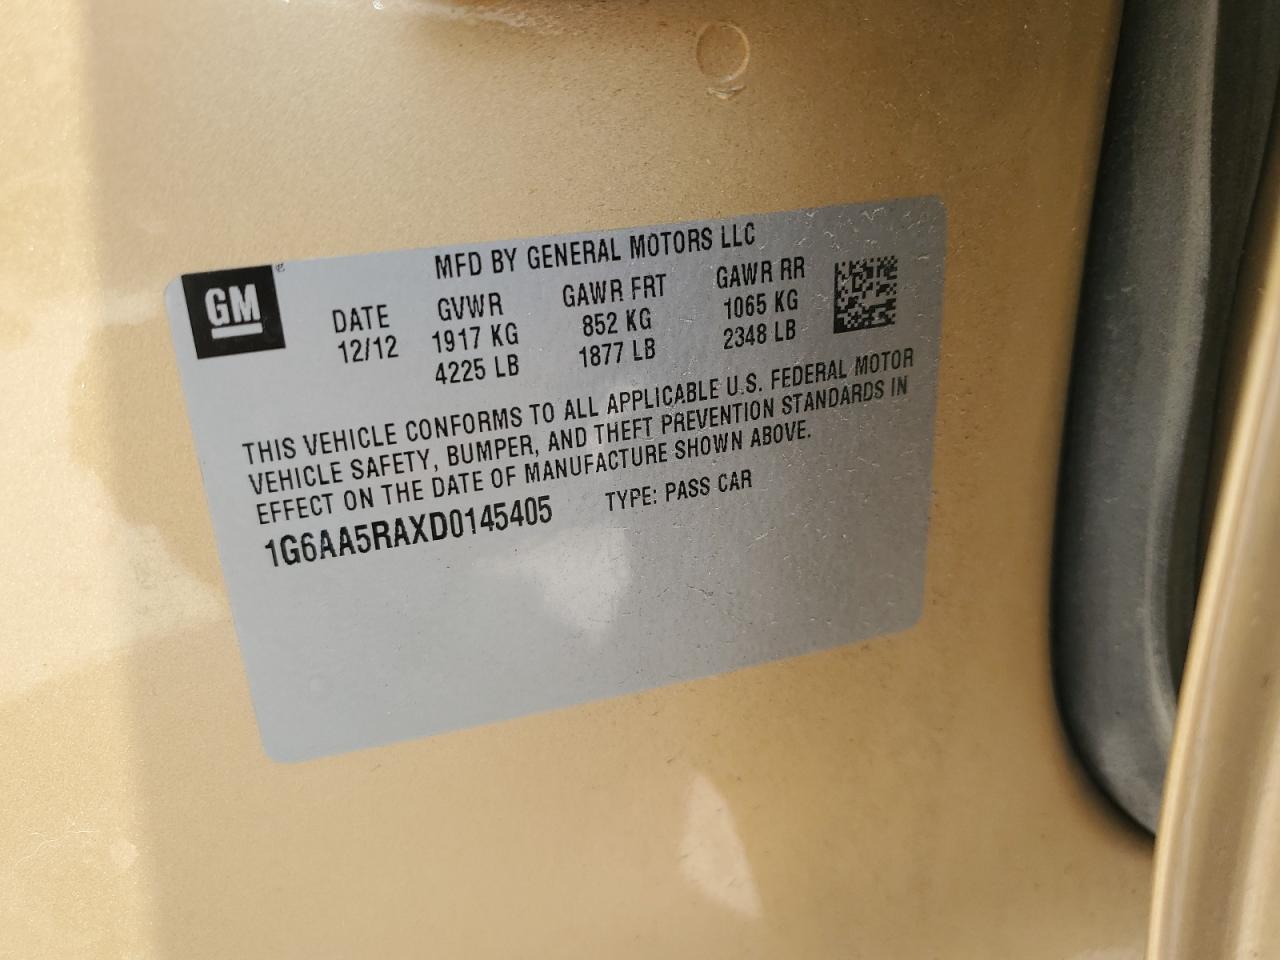 MFD BY GENERAL MOTORS LLC
GM®
DATE GVWR GAWR FRT GAWR RR
12/12 1917 KG 852 KG 1065 KG
4225 LB 1877 LB 2348 LB
THIS VEHICLE CONFORMS TO ALL APPLICABLE U.S. FEDERAL MOTOR
VEHICLE SAFETY, BUMPER, AND THEFT PREVENTION STANDARDS IN
EFFECT ON THE DATE OF MANUFACTURE SHOWN ABOVE.
1G6AA5RAXD0145405 TYPE: PASS CAR